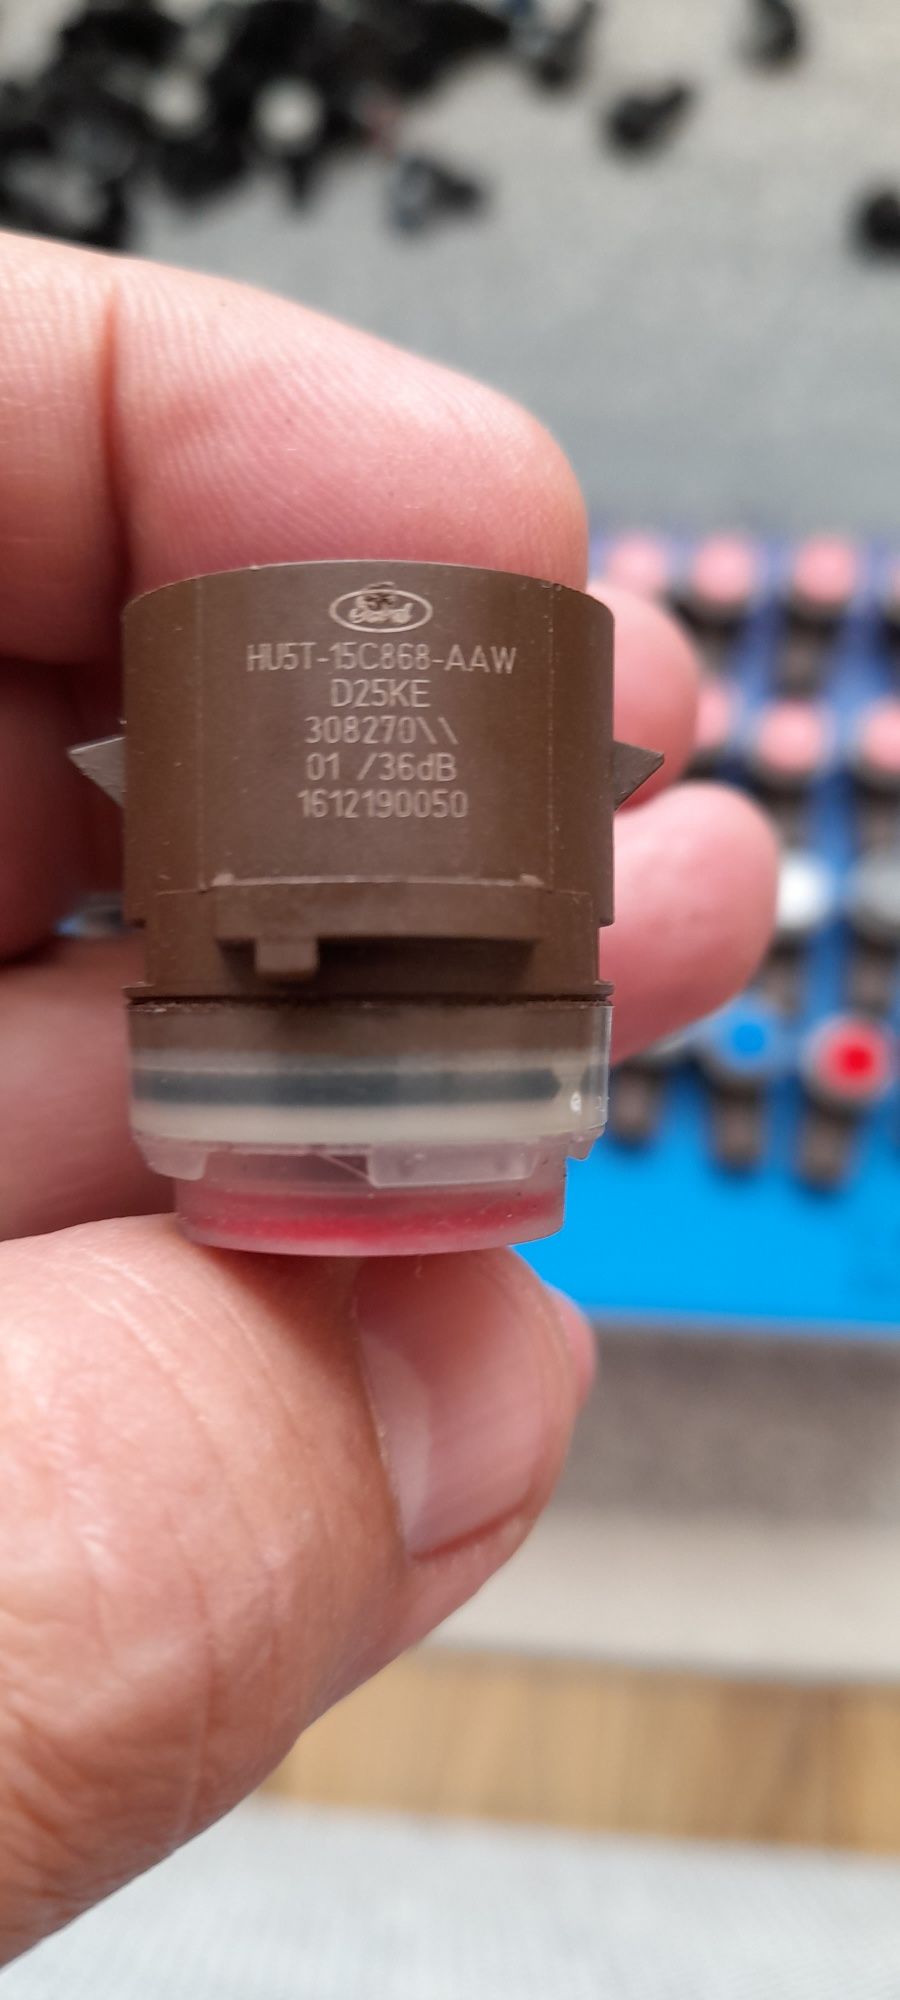 Ford
HU5T-15C868-AAW
D25KE
308270\\
01 /36dB
1612190050